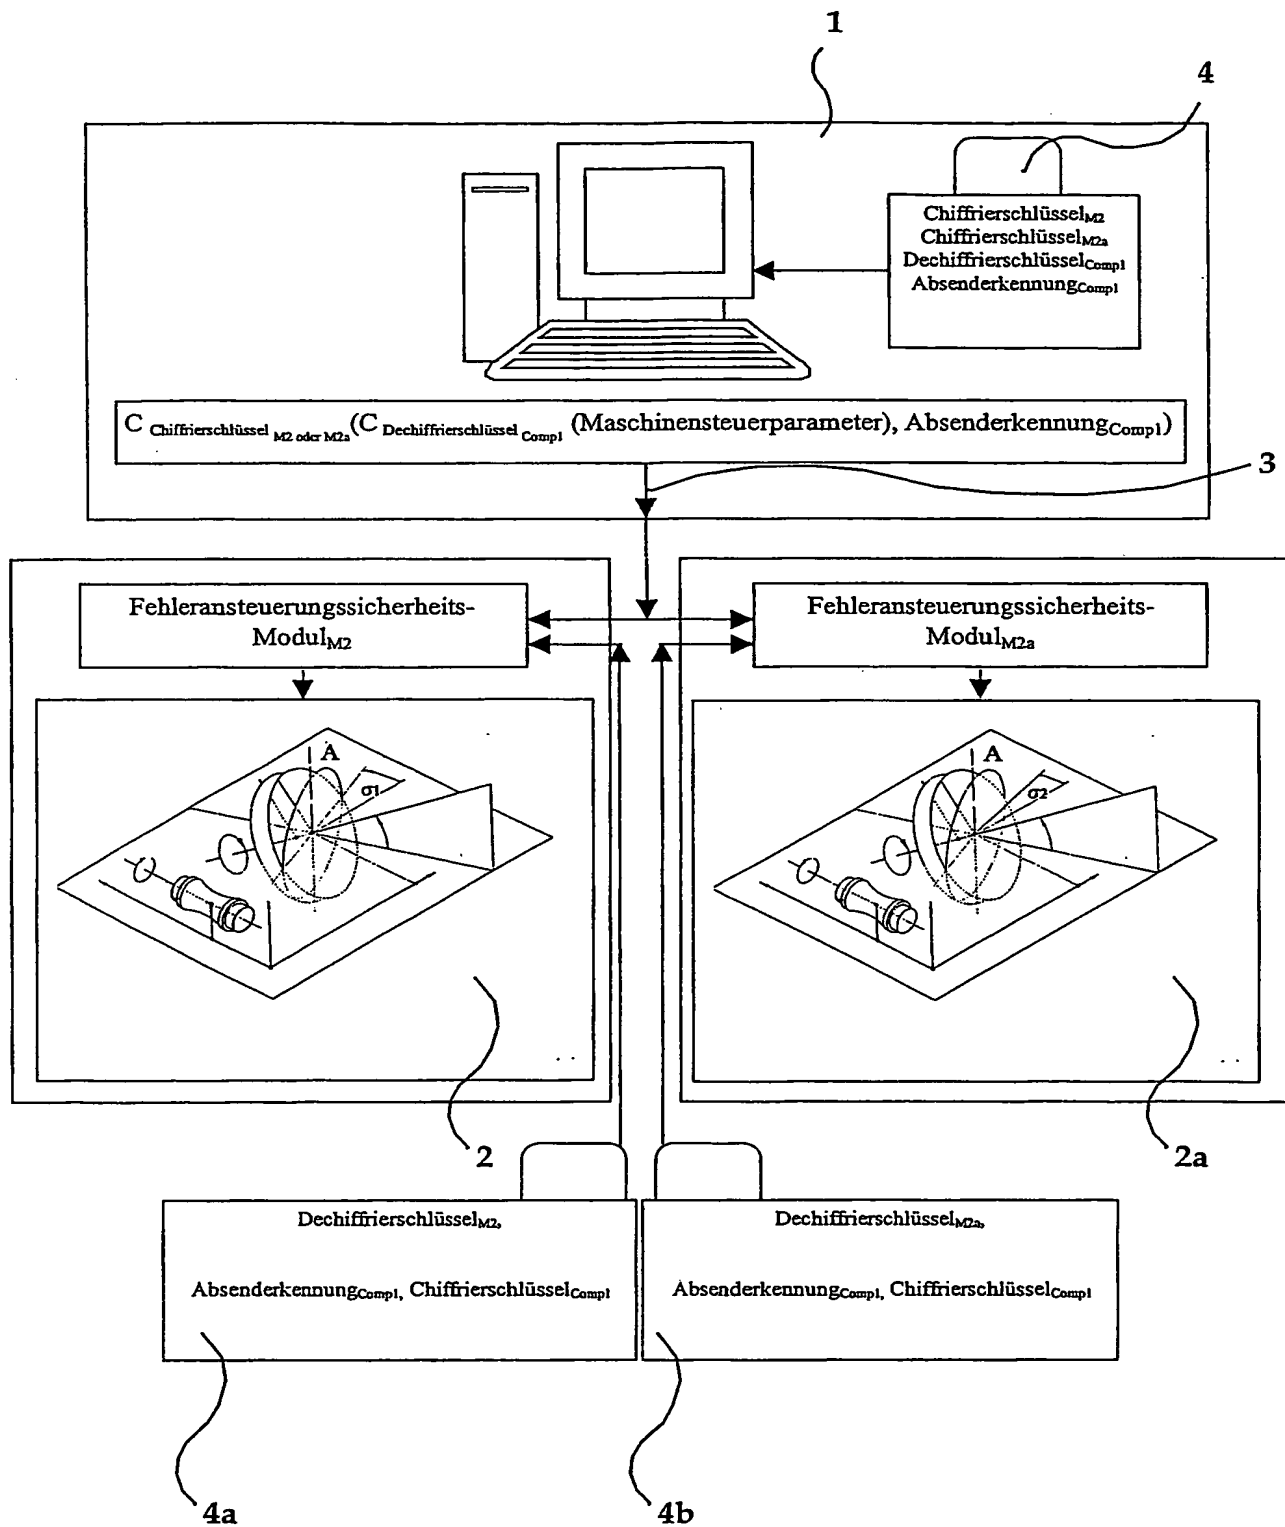 1
4
Chiffrierschlüssel_M2
Chiffrierschlüssel_M2a
Dechiffrierschlüssel_Comp1
Absenderkennung_Comp1
C Chiffrierschlüssel M2 oder M2a (C Dechiffrierschlüssel Comp1 (Maschinensteuerparameter), Absenderkennung_Comp1)
3
Fehleransteuerungssicherheits-
Modul_M2
Fehleransteuerungssicherheits-
Modul_M2a
A
σ1
A
σ2
2
2a
Dechiffrierschlüssel_M2,
Absenderkennung_Comp1, Chiffrierschlüssel_Comp1
Dechiffrierschlüssel_M2a,
Absenderkennung_Comp1, Chiffrierschlüssel_Comp1
4a
4b